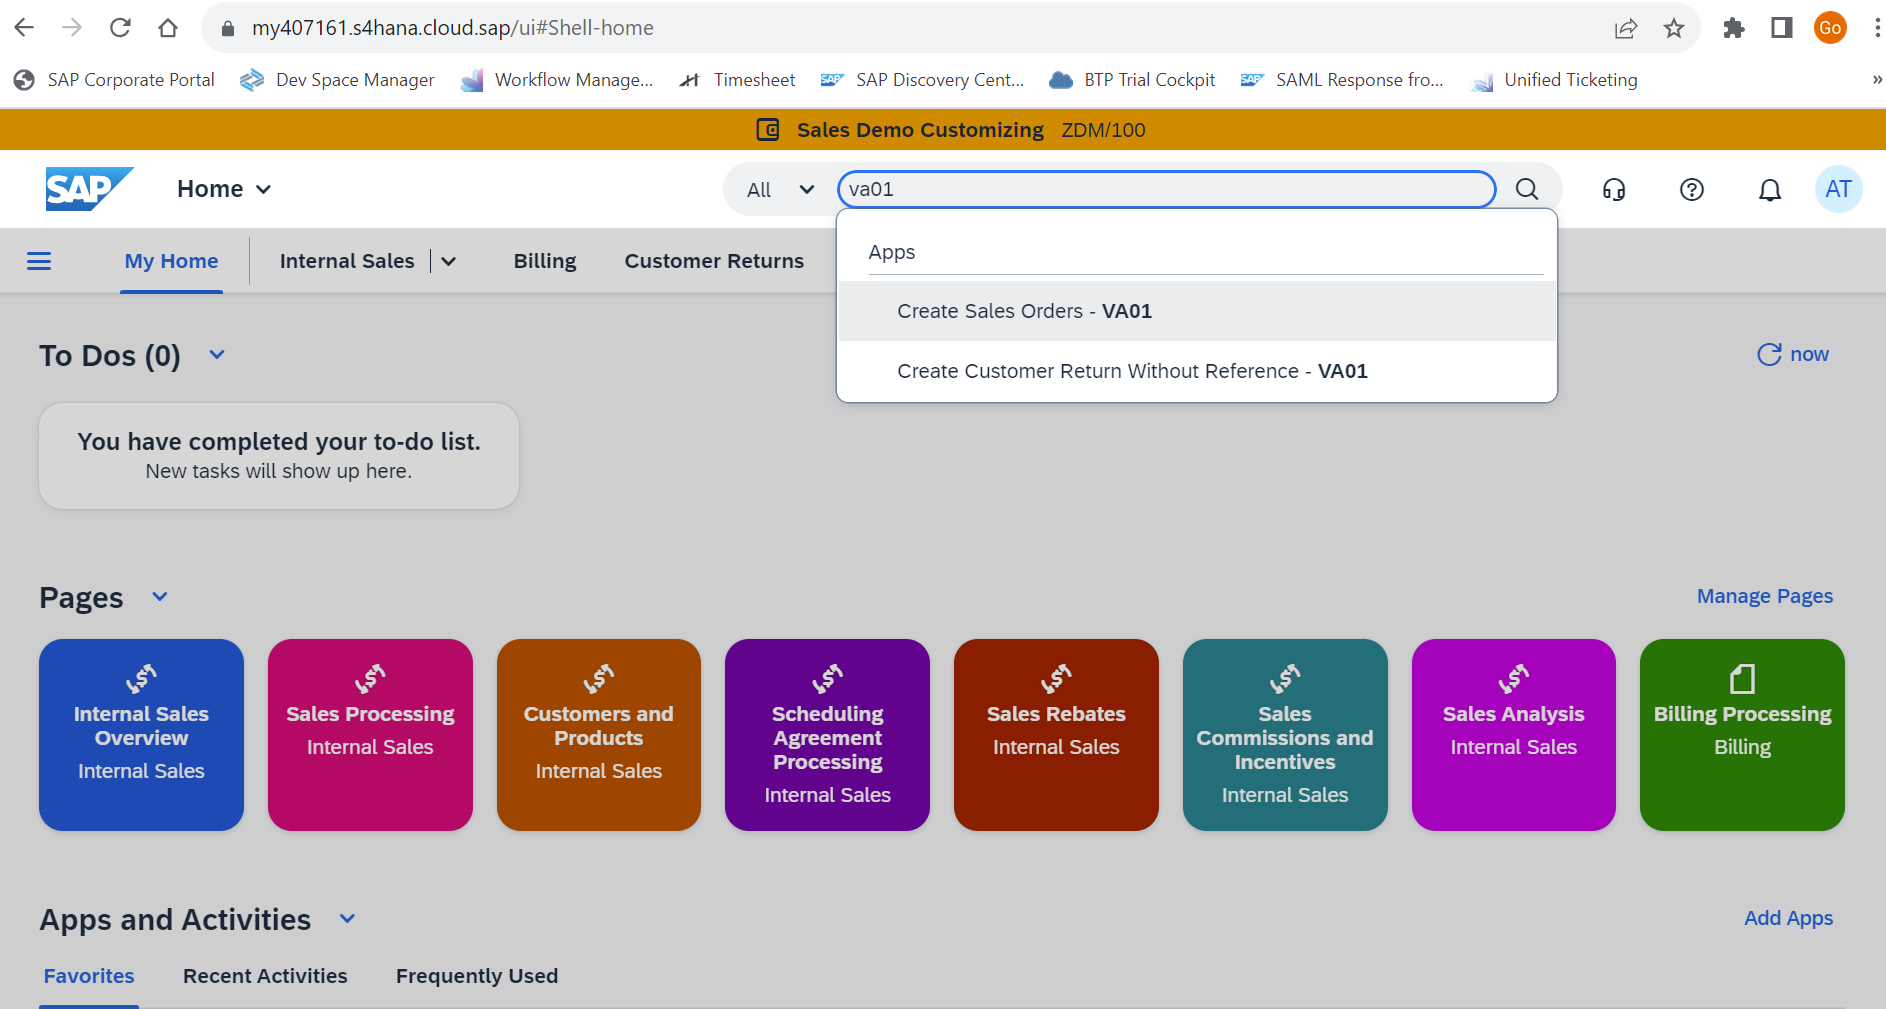 my407161.s4hana.cloud.sap/ui#Shell-home
Go
SAP Corporate Portal
Dev Space Manager
Workflow Manage...
Timesheet
SAP Discovery Cent...
BTP Trial Cockpit
SAML Response fro...
Unified Ticketing
»
Sales Demo Customizing ZDM/100
SAP
Home
All
va01
AT
My Home
Internal Sales
Billing
Customer Returns
Apps
Create Sales Orders - VA01
Create Customer Return Without Reference - VA01
To Dos (0)
now
You have completed your to-do list.
New tasks will show up here.
Pages
Manage Pages
Internal Sales
Overview
Internal Sales
Sales Processing
Internal Sales
Customers and
Products
Internal Sales
Scheduling
Agreement
Processing
Internal Sales
Sales Rebates
Internal Sales
Sales
Commissions and
Incentives
Internal Sales
Sales Analysis
Internal Sales
Billing Processing
Billing
Apps and Activities
Add Apps
Favorites
Recent Activities
Frequently Used